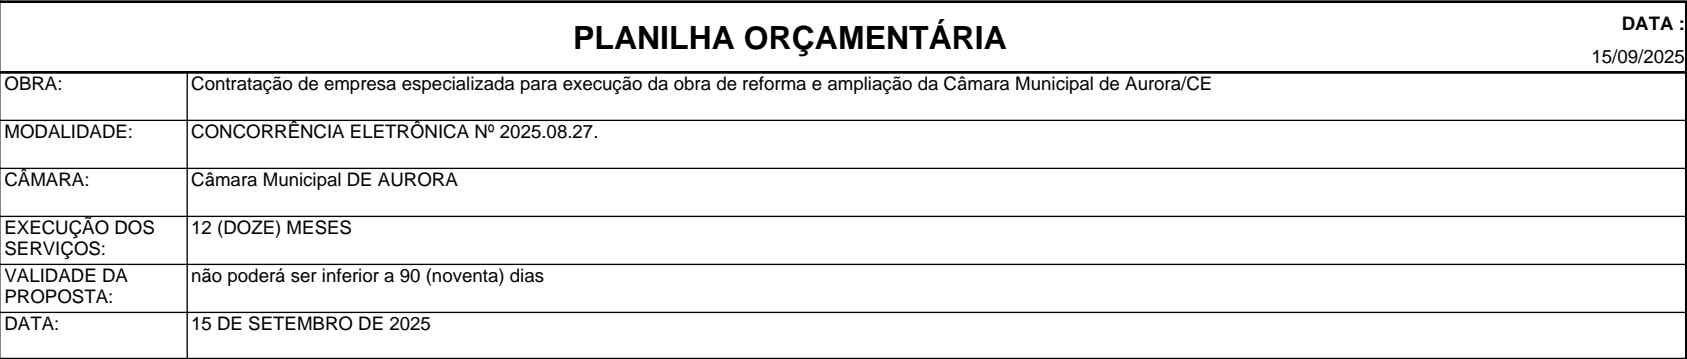 PLANILHA ORÇAMENTÁRIA
DATA :
15/09/2025
OBRA: Contratação de empresa especializada para execução da obra de reforma e ampliação da Câmara Municipal de Aurora/CE
MODALIDADE: CONCORRÊNCIA ELETRÔNICA Nº 2025.08.27.
CÂMARA: Câmara Municipal DE AURORA
EXECUÇÃO DOS 12 (DOZE) MESES
SERVIÇOS:
VALIDADE DA não poderá ser inferior a 90 (noventa) dias
PROPOSTA:
DATA: 15 DE SETEMBRO DE 2025